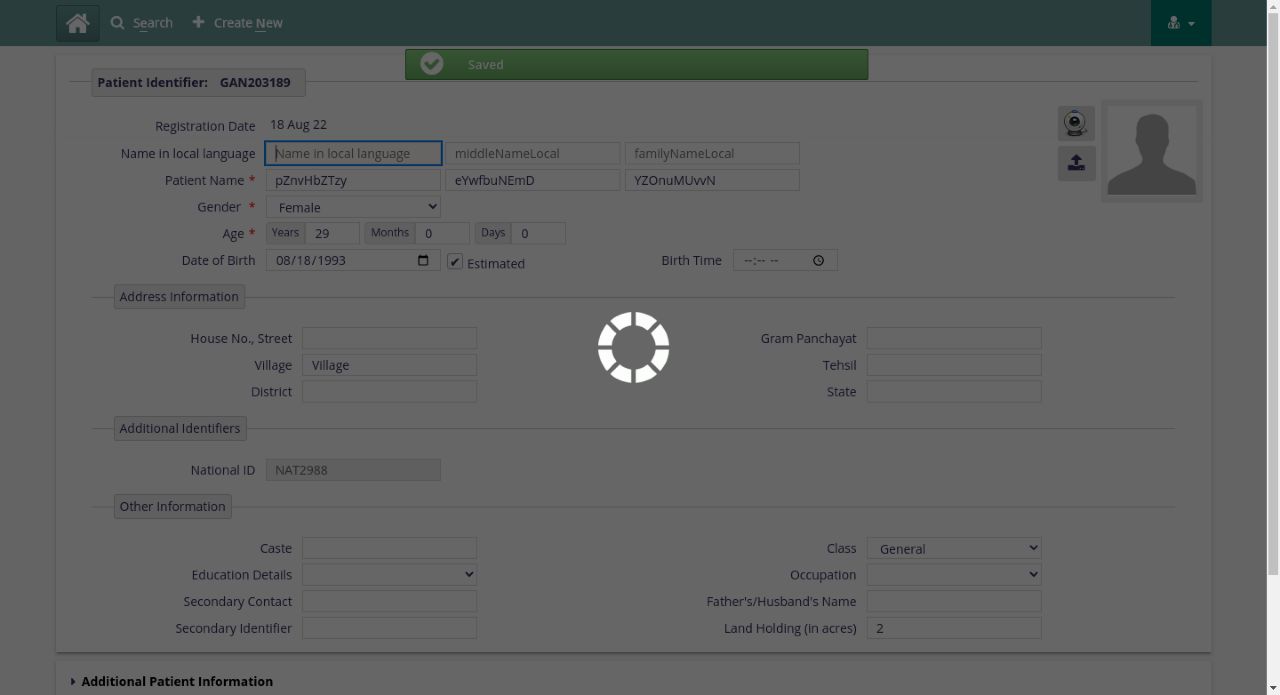 Search Create New
Saved
Patient Identifier: GAN203189
Registration Date 18 Aug 22
Name in local language Name in local language middleNameLocal familyNameLocal
Patient Name * pZnvHbZTzy eYwfbuNEmD YZOnuMUvvN
Gender * Female
Age * Years 29 Months 0 Days 0
Date of Birth 08/18/1993 Estimated Birth Time --:-- --
Address Information
House No., Street Gram Panchayat
Village Village Tehsil
District State
Additional Identifiers
National ID NAT2988
Other Information
Caste Class General
Education Details Occupation
Secondary Contact Father's/Husband's Name
Secondary Identifier Land Holding (in acres) 2
Additional Patient Information